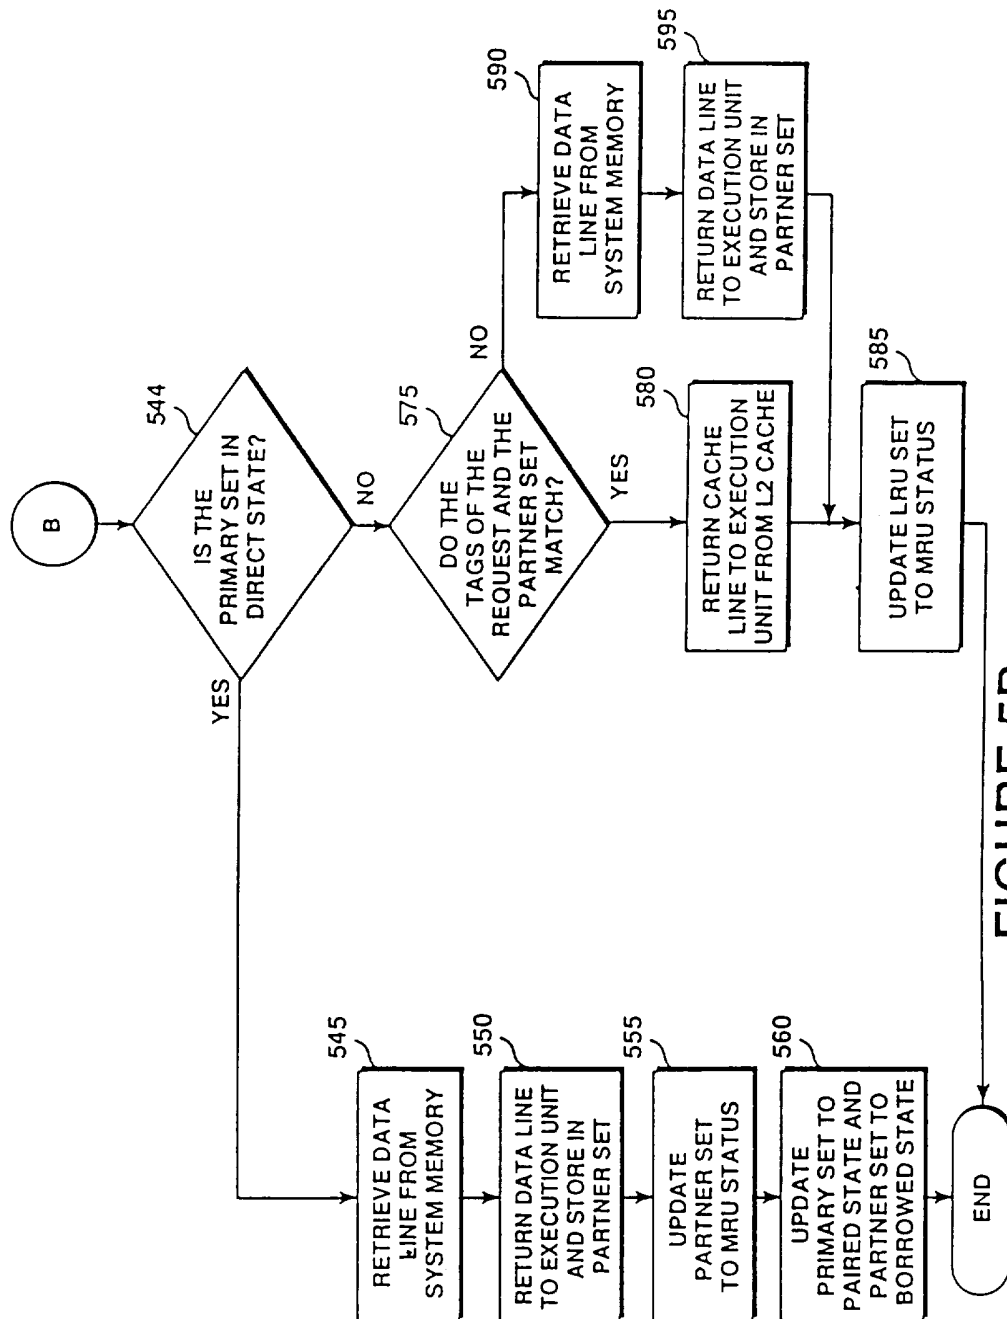 B
544
IS THE
PRIMARY SET IN
DIRECT STATE?
YES
NO
575
DO THE
TAGS OF THE
REQUEST AND THE
PARTNER SET
MATCH?
NO
YES
590
RETRIEVE DATA
LINE FROM
SYSTEM MEMORY
595
RETURN DATA LINE
TO EXECUTION UNIT
AND STORE IN
PARTNER SET
580
RETURN CACHE
LINE TO EXECUTION
UNIT FROM L2 CACHE
585
UPDATE LRU SET
TO MRU STATUS
545
RETRIEVE DATA
LINE FROM
SYSTEM MEMORY
550
RETURN DATA LINE
TO EXECUTION UNIT
AND STORE IN
PARTNER SET
555
UPDATE
PARTNER SET
TO MRU STATUS
560
UPDATE
PRIMARY SET TO
PAIRED STATE AND
PARTNER SET TO
BORROWED STATE
END
FIGURE